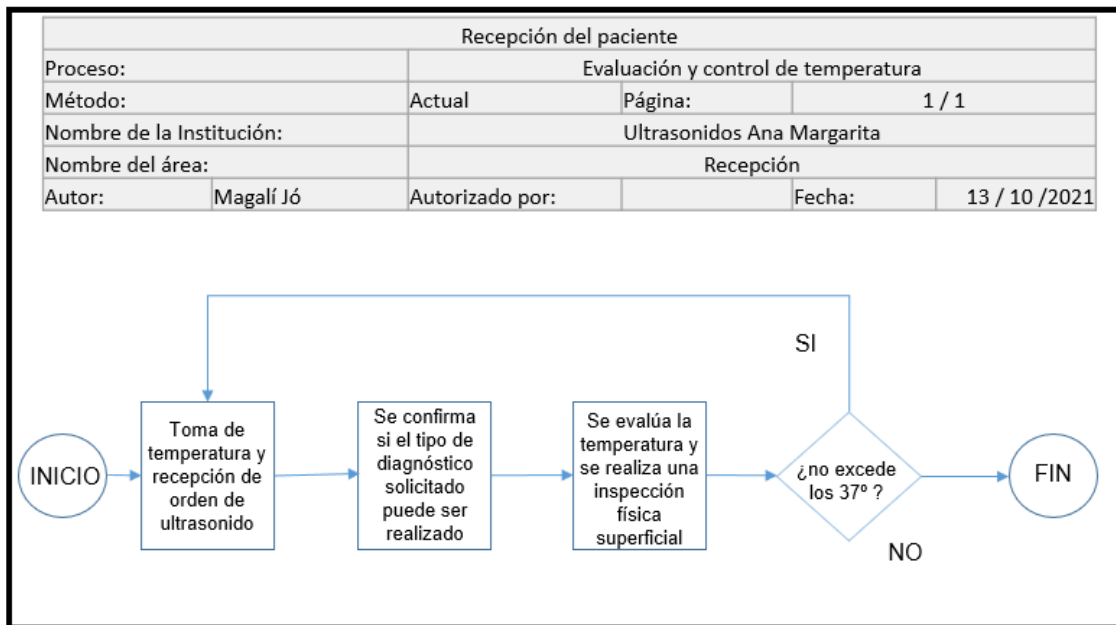 Recepción del paciente
Proceso: Evaluación y control de temperatura
Método: Actual Página: 1 / 1
Nombre de la Institución: Ultrasonidos Ana Margarita
Nombre del área: Recepción
Autor: Magalí Jó Autorizado por: Fecha: 13 / 10 /2021
SI
INICIO
Toma de
temperatura y
recepción de
orden de
ultrasonido
Se confirma
si el tipo de
diagnóstico
solicitado
puede ser
realizado
Se evalúa la
temperatura y
se realiza una
inspección
física
superficial
¿no excede
los 37º ?
FIN
NO